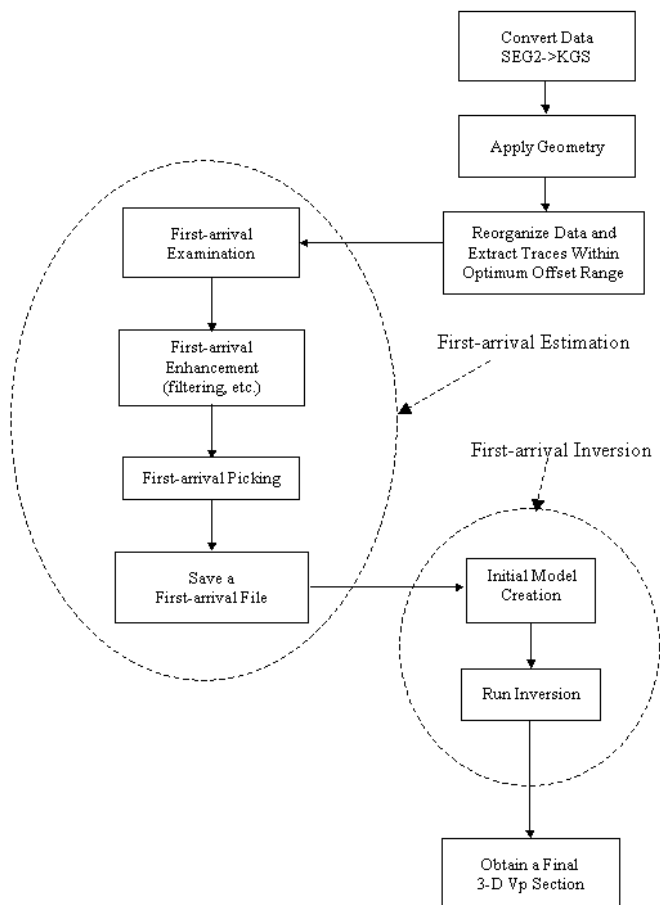 Convert Data
SEG2->KGS
Apply Geometry
Reorganize Data and
Extract Traces Within
Optimum Offset Range
First-arrival
Examination
First-arrival
Enhancement
(filtering, etc.)
First-arrival Picking
Save a
First-arrival File
First-arrival Estimation
First-arrival Inversion
Initial Model
Creation
Run Inversion
Obtain a Final
3-D Vp Section